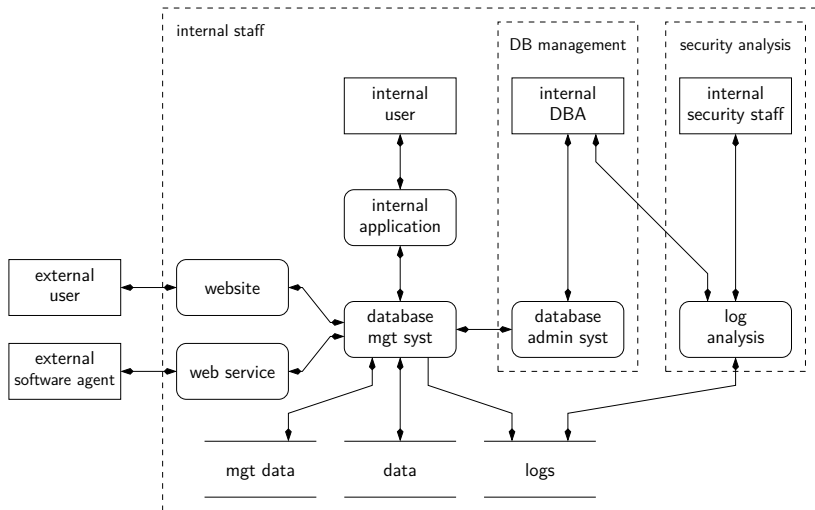 internal staff
DB management
security analysis
internal
user
internal
DBA
internal
security staff
internal
application
external
user
website
database
mgt syst
database
admin syst
log
analysis
external
software agent
web service
mgt data
data
logs